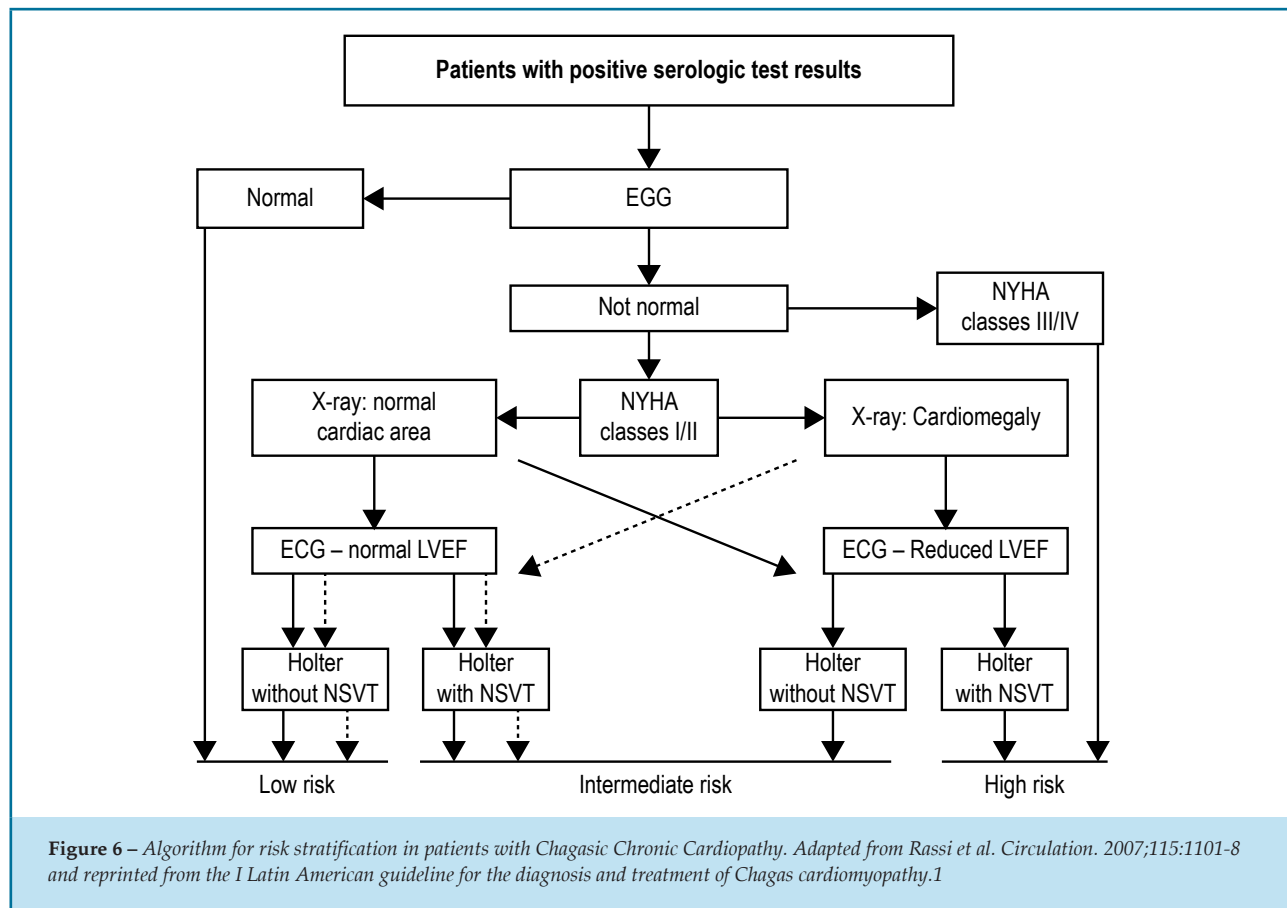 Patients with positive serologic test results
Normal
EGG
Not normal
NYHA
classes III/IV
X-ray: normal
cardiac area
NYHA
classes I/II
X-ray: Cardiomegaly
ECG – normal LVEF
ECG – Reduced LVEF
Holter
without NSVT
Holter
with NSVT
Holter
without NSVT
Holter
with NSVT
Low risk
Intermediate risk
High risk
Figure 6 – Algorithm for risk stratification in patients with Chagasic Chronic Cardiopathy. Adapted from Rassi et al. Circulation. 2007;115:1101-8
and reprinted from the I Latin American guideline for the diagnosis and treatment of Chagas cardiomyopathy.1